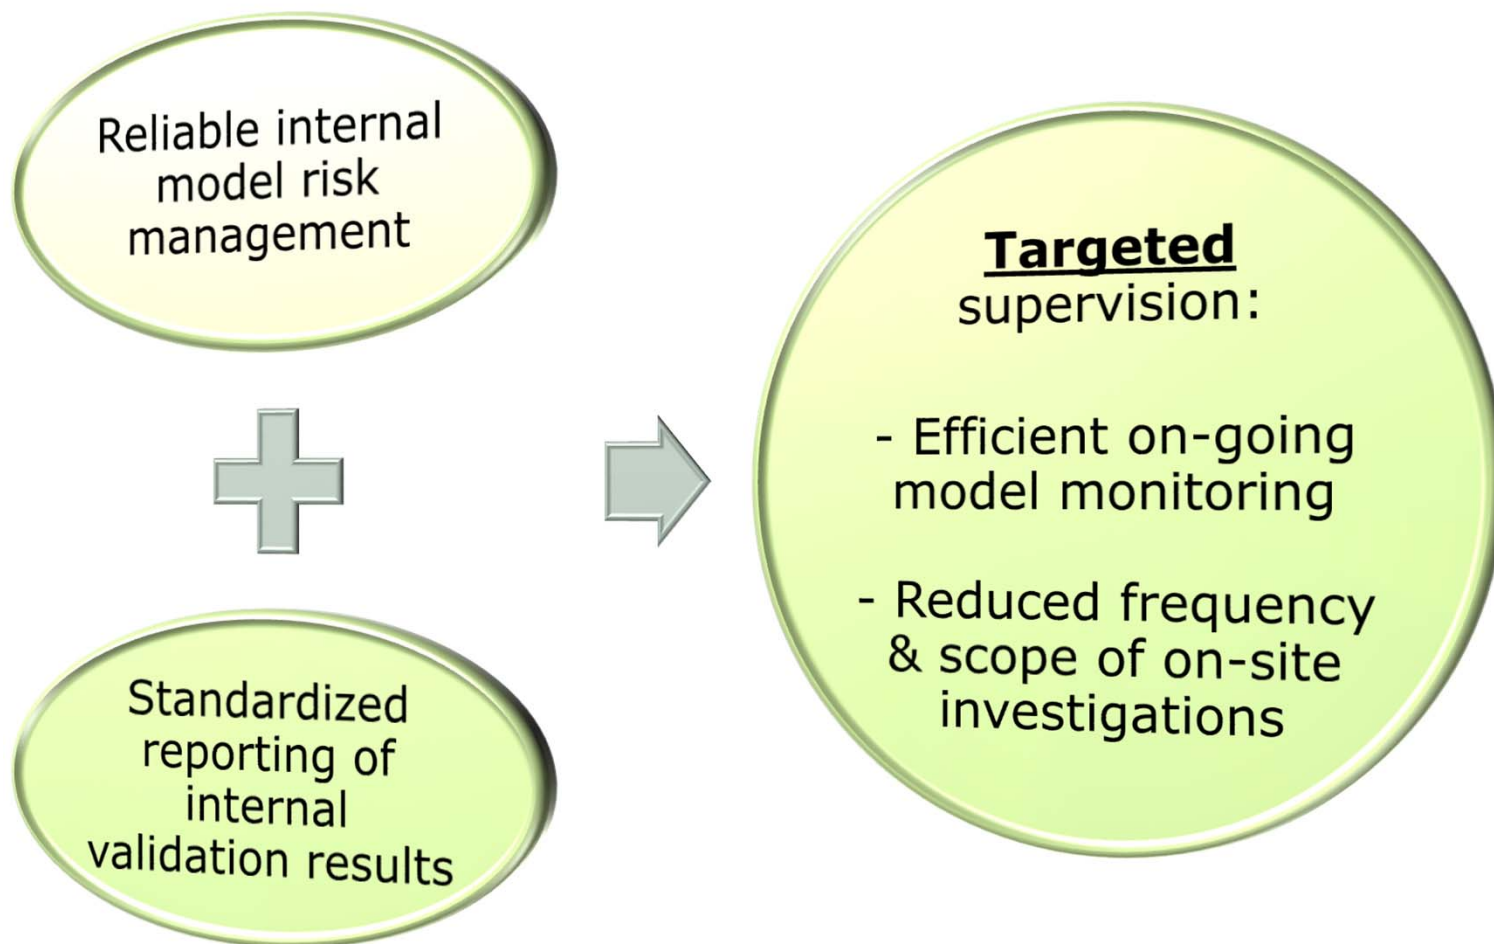 Reliable internal
model risk
management
Standardized
reporting of
internal
validation results
Targeted
supervision:
- Efficient on-going
model monitoring
- Reduced frequency
& scope of on-site
investigations